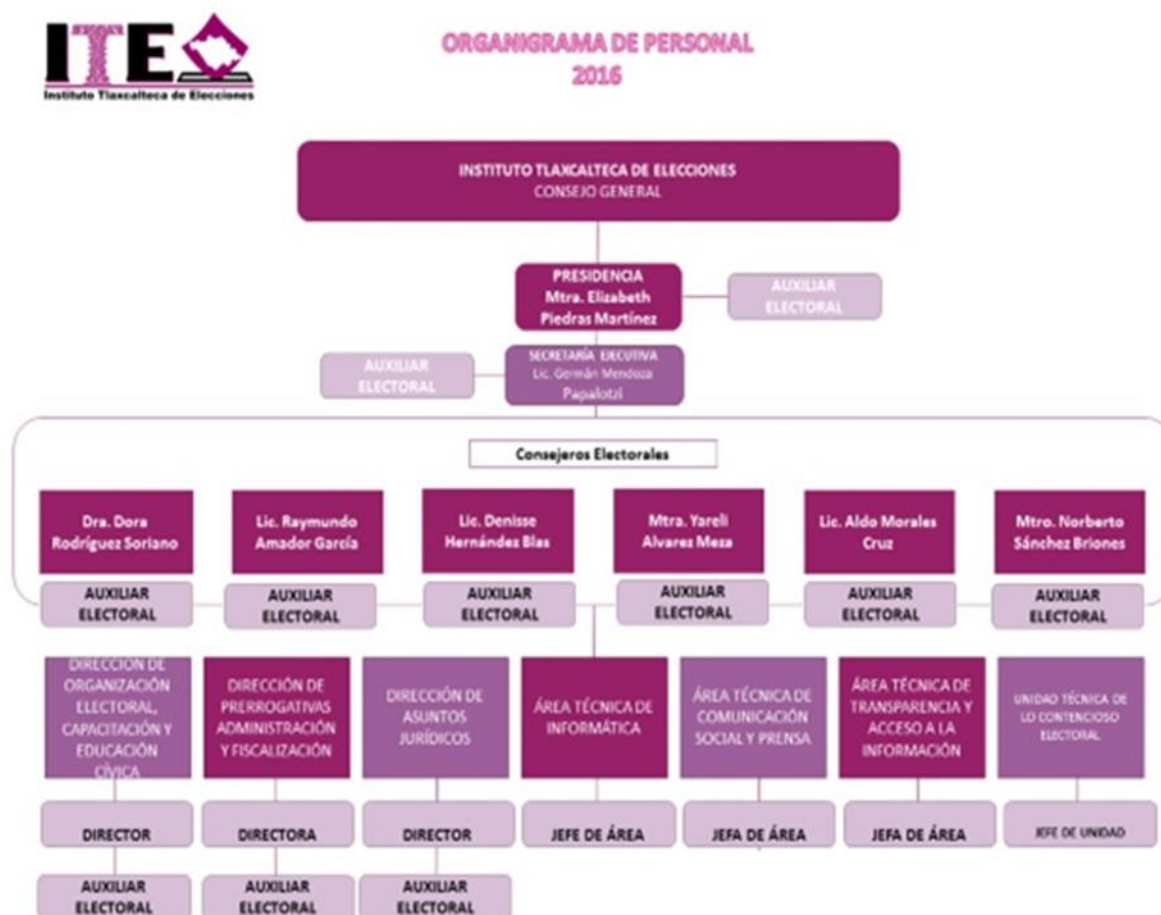 ITE
Instituto Tlaxcalteca de Elecciones
ORGANIGRAMA DE PERSONAL
2016
INSTITUTO TLAXCALTECA DE ELECCIONES
CONSEJO GENERAL
PRESIDENCIA
Mtra. Elizabeth
Piedras Martínez
AUXILIAR
ELECTORAL
SECRETARÍA EJECUTIVA
Lic. Germán Mendoza
Papalotzi
AUXILIAR
ELECTORAL
Consejeros Electorales
Dra. Dora
Rodríguez Soriano
Lic. Raymundo
Amador García
Lic. Denisse
Hernández Blas
Mtra. Yareli
Alvarez Meza
Lic. Aldo Morales
Cruz
Mtro. Norberto
Sánchez Briones
AUXILIAR
ELECTORAL
AUXILIAR
ELECTORAL
AUXILIAR
ELECTORAL
AUXILIAR
ELECTORAL
AUXILIAR
ELECTORAL
AUXILIAR
ELECTORAL
DIRECCIÓN DE
ORGANIZACIÓN
ELECTORAL,
CAPACITACIÓN Y
EDUCACIÓN
CÍVICA
DIRECCIÓN DE
PRERROGATIVAS
ADMINISTRACIÓN
Y FISCALIZACIÓN
DIRECCIÓN DE
ASUNTOS
JURÍDICOS
ÁREA TÉCNICA DE
INFORMÁTICA
ÁREA TÉCNICA DE
COMUNICACIÓN
SOCIAL Y PRENSA
ÁREA TÉCNICA DE
TRANSPARENCIA Y
ACCESO A LA
INFORMACIÓN
UNIDAD TÉCNICA DE
LO CONTENCIOSO
ELECTORAL
DIRECTOR
DIRECTORA
DIRECTOR
JEFE DE ÁREA
JEFA DE ÁREA
JEFA DE ÁREA
JEFE DE UNIDAD
AUXILIAR
ELECTORAL
AUXILIAR
ELECTORAL
AUXILIAR
ELECTORAL